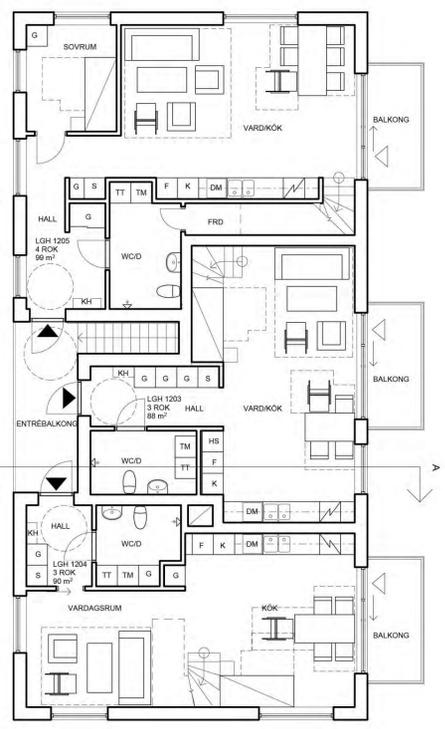 G
SOVRUM
BALKONG
VARD/KÖK
G S
TT TM
F K DM
G
HALL
FRD
LGH 1205
4 ROK
99 m²
WC/D
KH
KH G G G S
LGH 1203
3 ROK
88 m²
HALL
VARD/KÖK
BALKONG
ENTRÉBALKONG
WC/D
TM
TT
HS
F
K
A
DM
HALL
KH
G
S
WC/D
LGH 1204
3 ROK
90 m²
TT TM G G
F K DM
VARDAGSRUM
KÖK
BALKONG